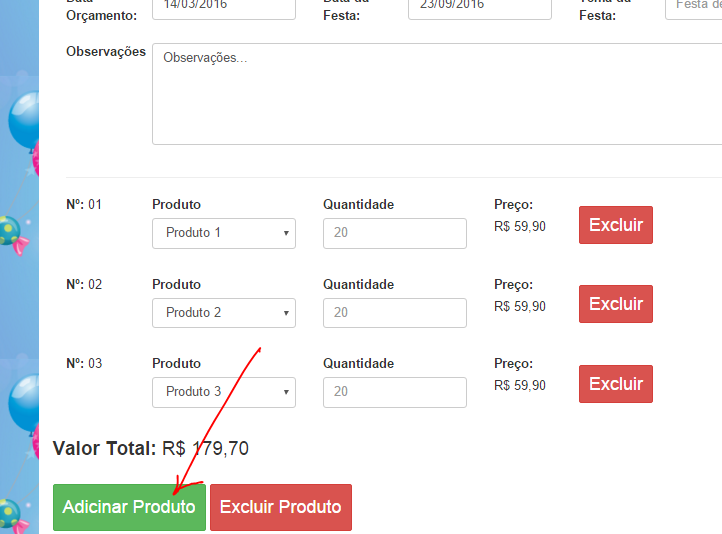 Data 14/03/2016 Data da 23/09/2016 Tema da Festa de
Orçamento: Festa: Festa:
Observações Observações...
Nº: 01 Produto Quantidade Preço:
Produto 1 20 R$ 59,90 Excluir
Nº: 02 Produto Quantidade Preço:
Produto 2 20 R$ 59,90 Excluir
Nº: 03 Produto Quantidade Preço:
Produto 3 20 R$ 59,90 Excluir
Valor Total: R$ 179,70
Adicinar Produto Excluir Produto